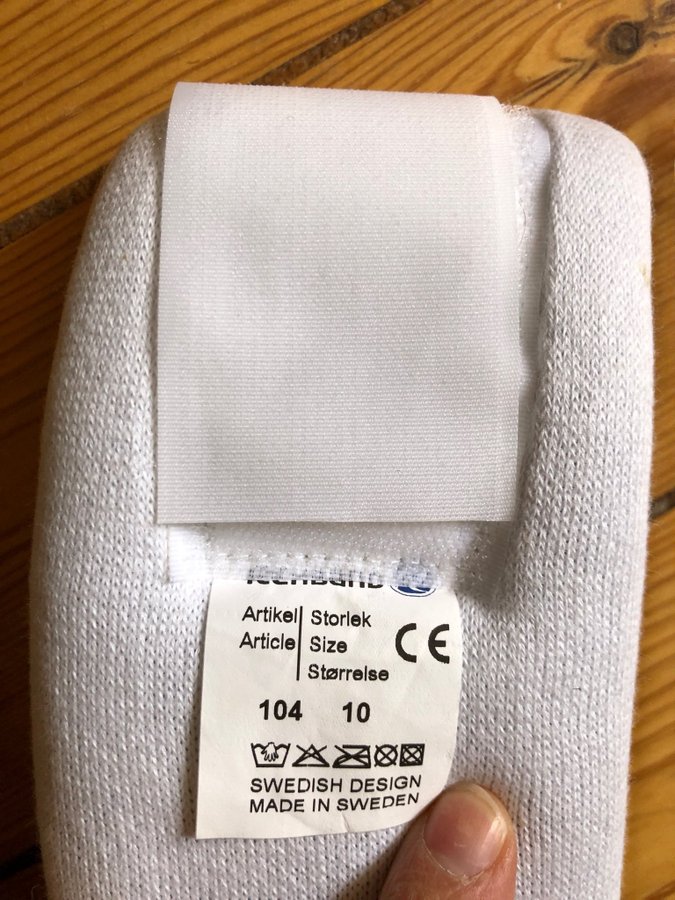 Artikel Storlek
Article Size CE
Størrelse
104 10
SWEDISH DESIGN
MADE IN SWEDEN